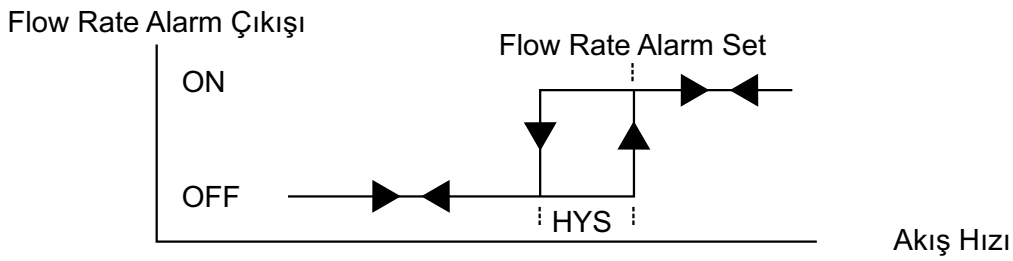 Flow Rate Alarm Çıkışı
Flow Rate Alarm Set
ON
OFF
HYS
Akış Hızı